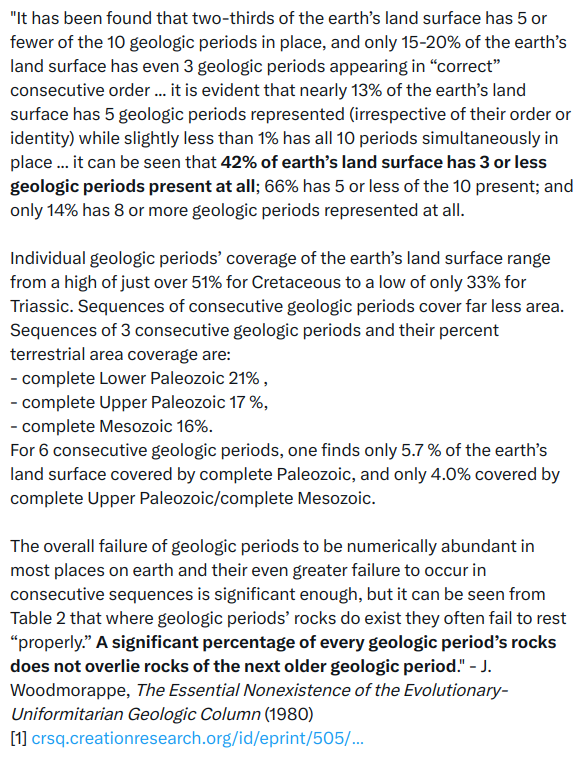 "It has been found that two-thirds of the earth’s land surface has 5 or
fewer of the 10 geologic periods in place, and only 15-20% of the earth’s
land surface has even 3 geologic periods appearing in “correct”
consecutive order ... it is evident that nearly 13% of the earth’s land
surface has 5 geologic periods represented (irrespective of their order or
identity) while slightly less than 1% has all 10 periods simultaneously in
place ... it can be seen that 42% of earth’s land surface has 3 or less
geologic periods present at all; 66% has 5 or less of the 10 present; and
only 14% has 8 or more geologic periods represented at all.

Individual geologic periods’ coverage of the earth’s land surface range
from a high of just over 51% for Cretaceous to a low of only 33% for
Triassic. Sequences of consecutive geologic periods cover far less area.
Sequences of 3 consecutive geologic periods and their percent
terrestrial area coverage are:
- complete Lower Paleozoic 21% ,
- complete Upper Paleozoic 17 %,
- complete Mesozoic 16%.
For 6 consecutive geologic periods, one finds only 5.7 % of the earth’s
land surface covered by complete Paleozoic, and only 4.0% covered by
complete Upper Paleozoic/complete Mesozoic.

The overall failure of geologic periods to be numerically abundant in
most places on earth and their even greater failure to occur in
consecutive sequences is significant enough, but it can be seen from
Table 2 that where geologic periods’ rocks do exist they often fail to rest
“properly.” A significant percentage of every geologic period’s rocks
does not overlie rocks of the next older geologic period." - J.
Woodmorappe, The Essential Nonexistence of the Evolutionary-
Uniformitarian Geologic Column (1980)
[1] crsq.creationresearch.org/id/eprint/505/...